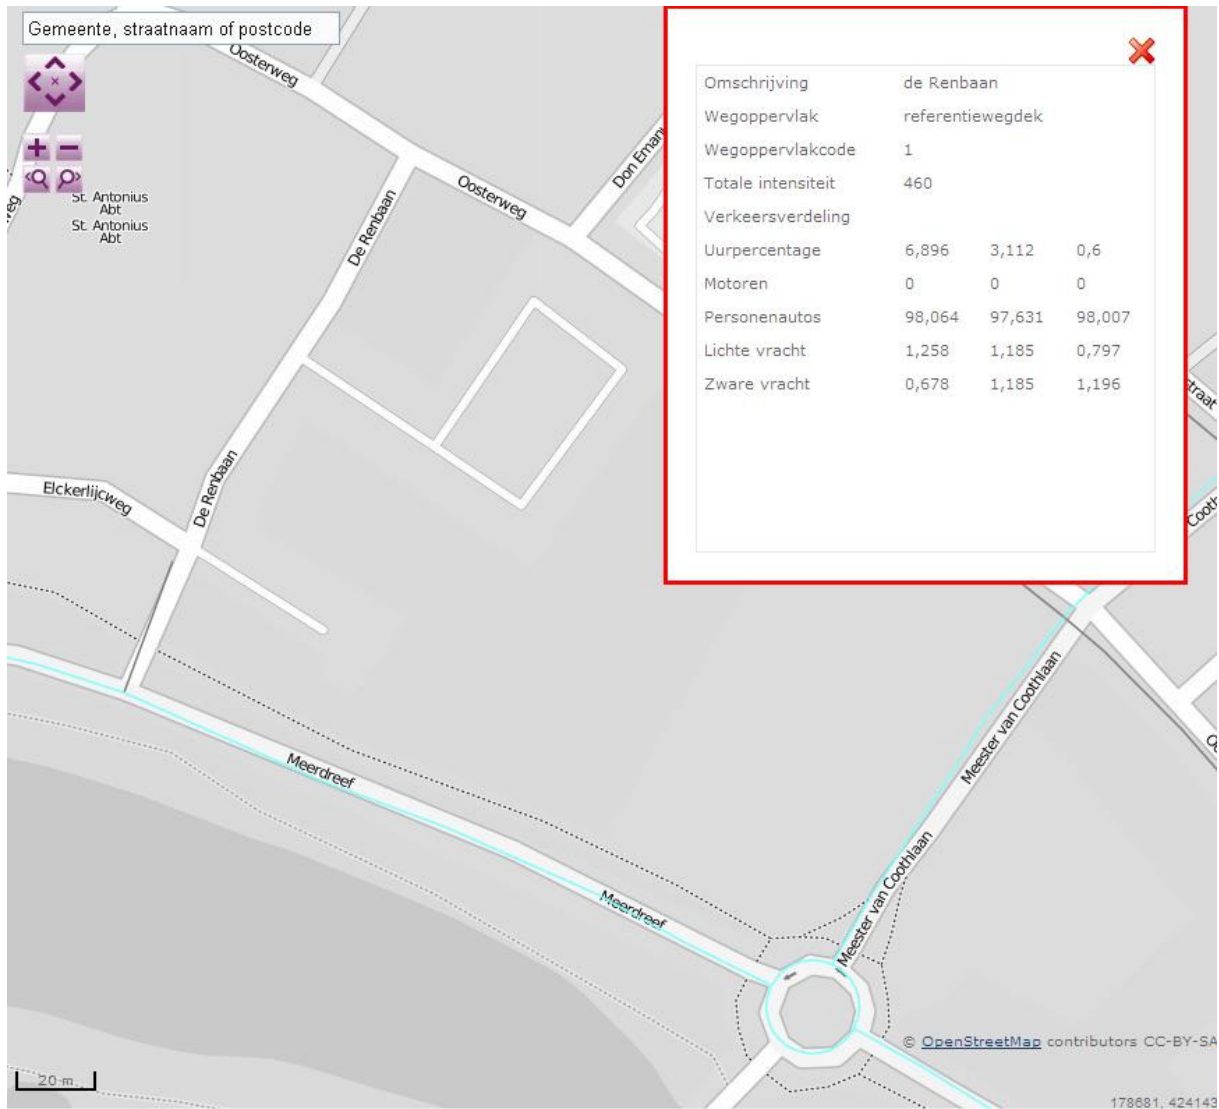 Gemeente, straatnaam of postcode
Oosterweg
St. Antonius
Abt
St. Antonius
Abt
De Renbaan
Oosterweg
Don Emanu
Omschrijving de Renbaan
Wegoppervlak referentiewegdek
Wegoppervlakcode 1
Totale intensiteit 460
Verkeersverdeling
Uurpercentage 6,896 3,112 0,6
Motoren 0 0 0
Personenautos 98,064 97,631 98,007
Lichte vracht 1,258 1,185 0,797
Zware vracht 0,678 1,185 1,196
straat
De Renbaan
Elckerlijcweg
Cooth
Meester van Coothlaan
Meerdreef
Meester van Coothlaan
Meerdreef
© OpenStreetMap contributors CC-BY-SA
20 m
178681, 424143